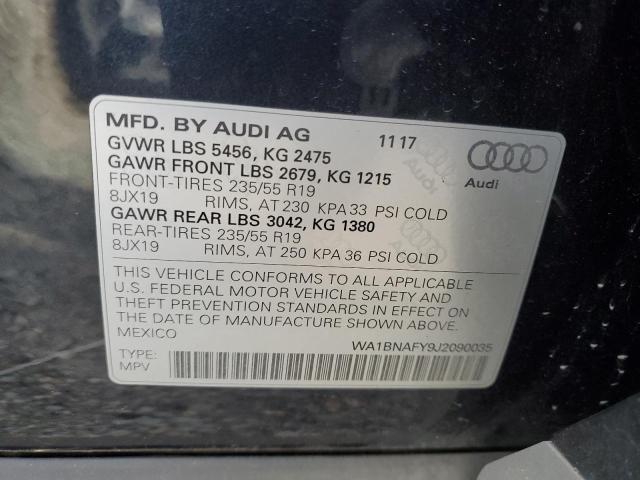 MFD. BY AUDI AG 11 17
GVWR LBS 5456, KG 2475
GAWR FRONT LBS 2679, KG 1215
FRONT-TIRES 235/55 R19
8JX19 RIMS, AT 230 KPA 33 PSI COLD
GAWR REAR LBS 3042, KG 1380
REAR-TIRES 235/55 R19
8JX19 RIMS, AT 250 KPA 36 PSI COLD
Audi
THIS VEHICLE CONFORMS TO ALL APPLICABLE
U.S. FEDERAL MOTOR VEHICLE SAFETY AND
THEFT PREVENTION STANDARDS IN EFFECT ON
THE DATE OF MANUFACTURE SHOWN ABOVE.
MEXICO WA1BNAFY9J2090035
TYPE:
MPV